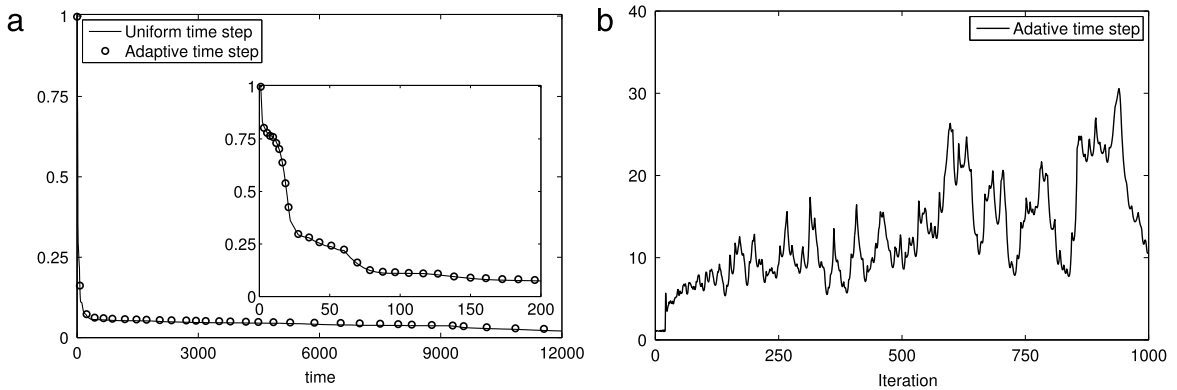 a
1
0.75
0.5
0.25
0
0 3000 6000 9000 12000
time
Uniform time step
Adaptive time step
1
0.75
0.5
0.25
0
0 50 100 150 200
b
40
30
20
10
0
0 250 500 750 1000
Iteration
Adative time step